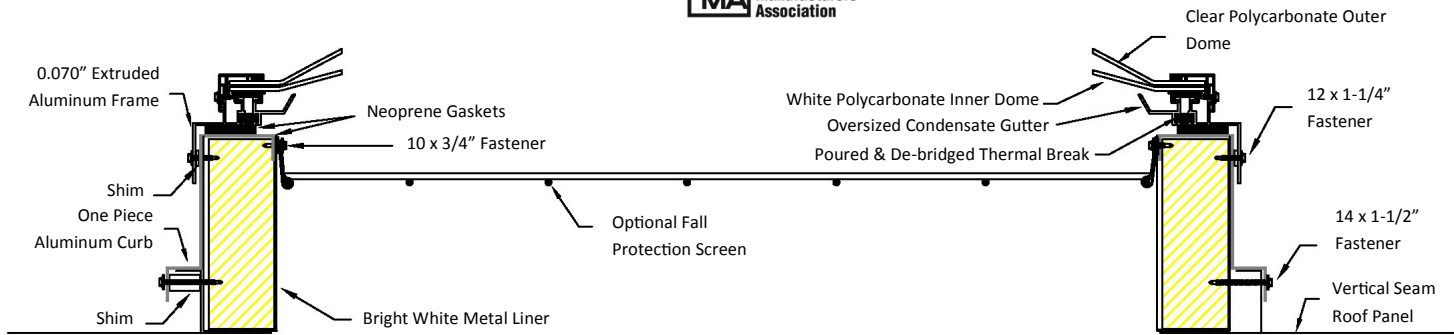 MA
Association
Clear Polycarbonate Outer
Dome
0.070” Extruded
Aluminum Frame
Neoprene Gaskets
10 x 3/4” Fastener
White Polycarbonate Inner Dome
Oversized Condensate Gutter
Poured & De-bridged Thermal Break
12 x 1-1/4”
Fastener
Shim
One Piece
Aluminum Curb
Optional Fall
Protection Screen
14 x 1-1/2”
Fastener
Shim
Bright White Metal Liner
Vertical Seam
Roof Panel